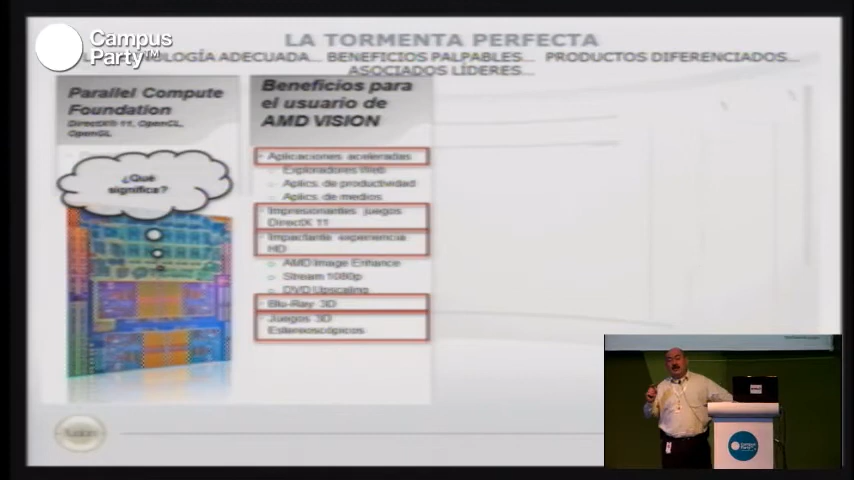 Campus
Party™
LA TORMENTA PERFECTA
ADECUADA... BENEFICIOS PALPABLES... PRODUCTOS DIFERENCIADOS...
ASOCIADOS LÍDERES...
Parallel Compute
Foundation
DirectX® 11, OpenCL,
OpenGL
¿Qué
significa?
Beneficios para
el usuario de
AMD VISION
Aplicaciones aceleradas
Exploradores Web
Aplics. de productividad
Aplics. de medios
Impresionantes juegos
DirectX 11
Impactante experiencia
HD
AMD Image Enhance
Stream 1080p
DVD Upscaling
Blu-Ray 3D
Juegos 3D
Estereoscópicos